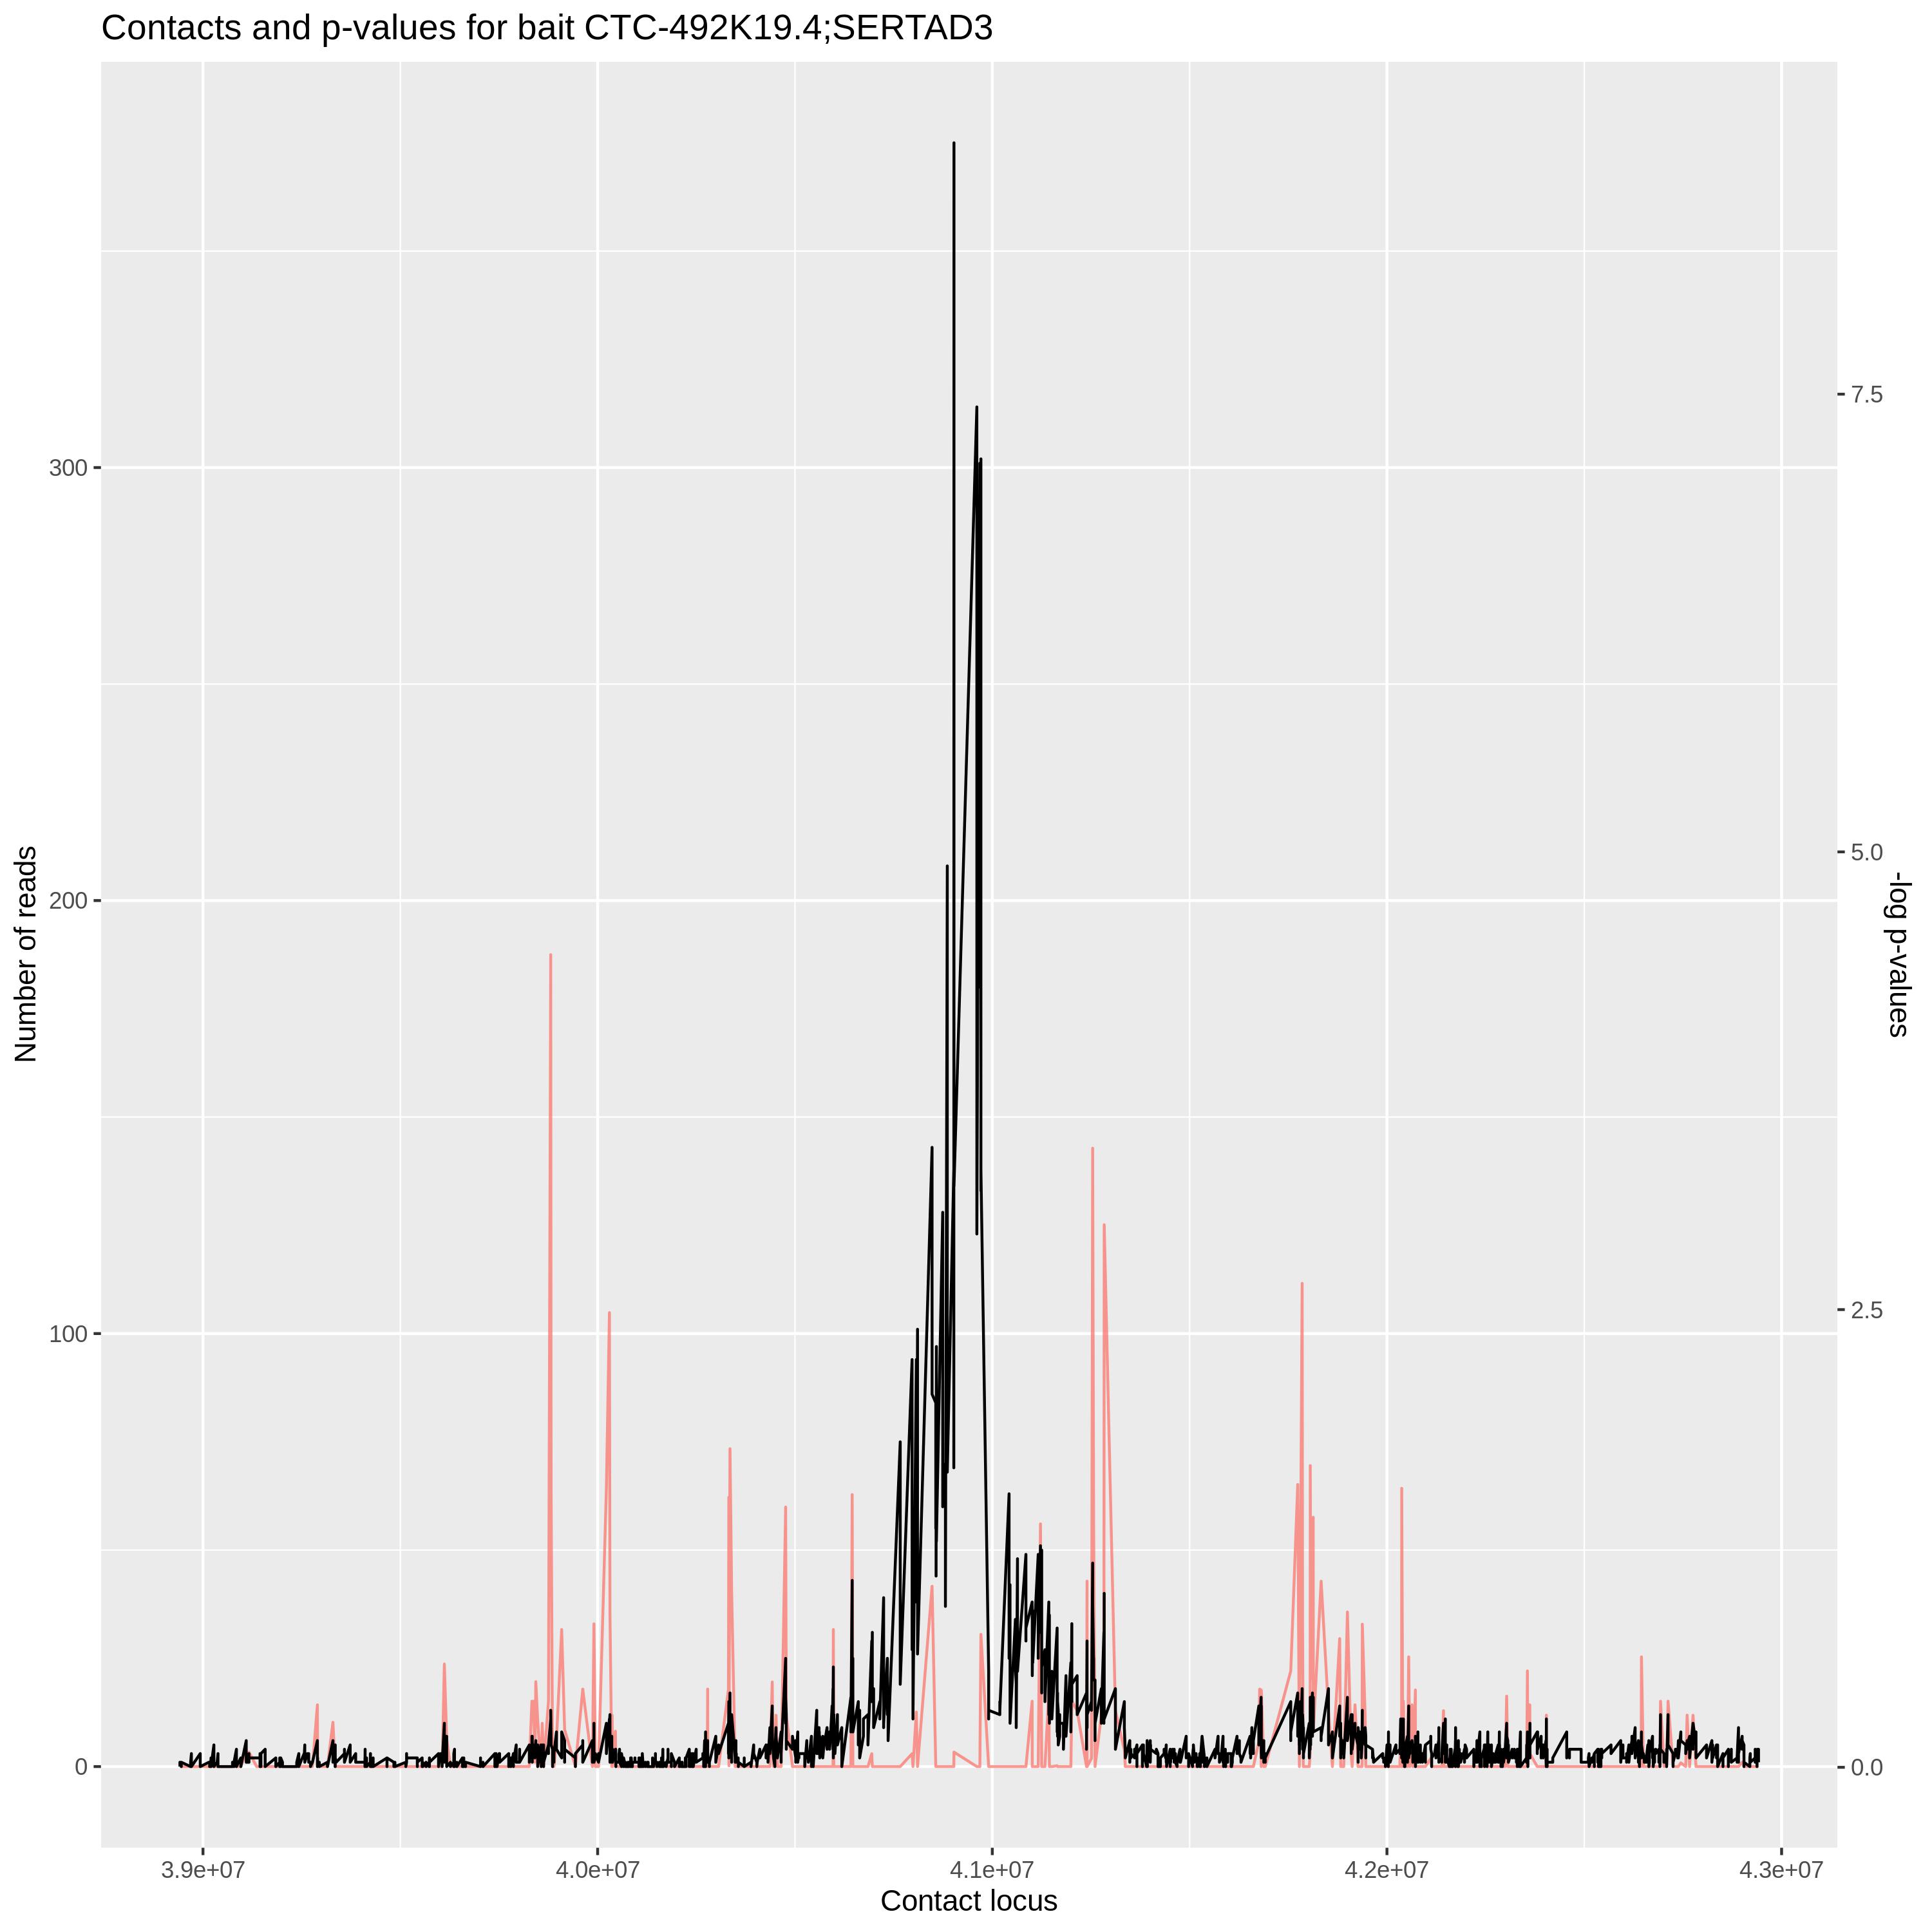 Contacts and p-values for bait CTC-492K19.4;SERTAD3
Number of reads
300
200
100
0
7.5
5.0
2.5
0.0
-log p-values
3.9e+07
4.0e+07
4.1e+07
4.2e+07
4.3e+07
Contact locus